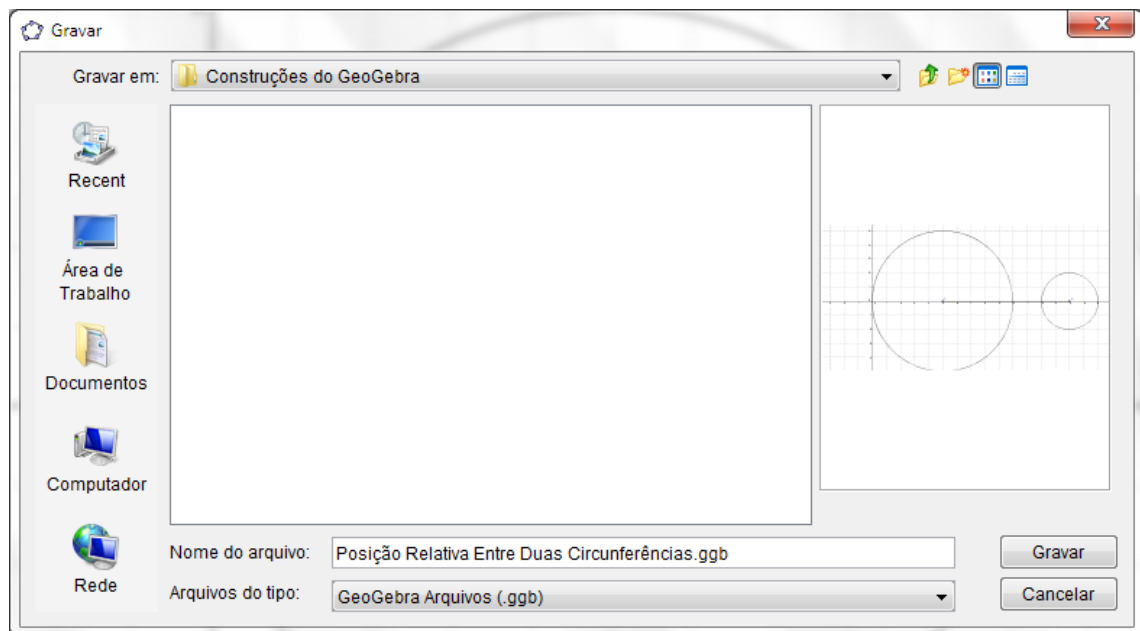 Gravar
Gravar em: Construções do GeoGebra
Recent
Área de
Trabalho
Documentos
Computador
Rede
Nome do arquivo: Posição Relativa Entre Duas Circunferências.ggb Gravar
Arquivos do tipo: GeoGebra Arquivos (.ggb) Cancelar